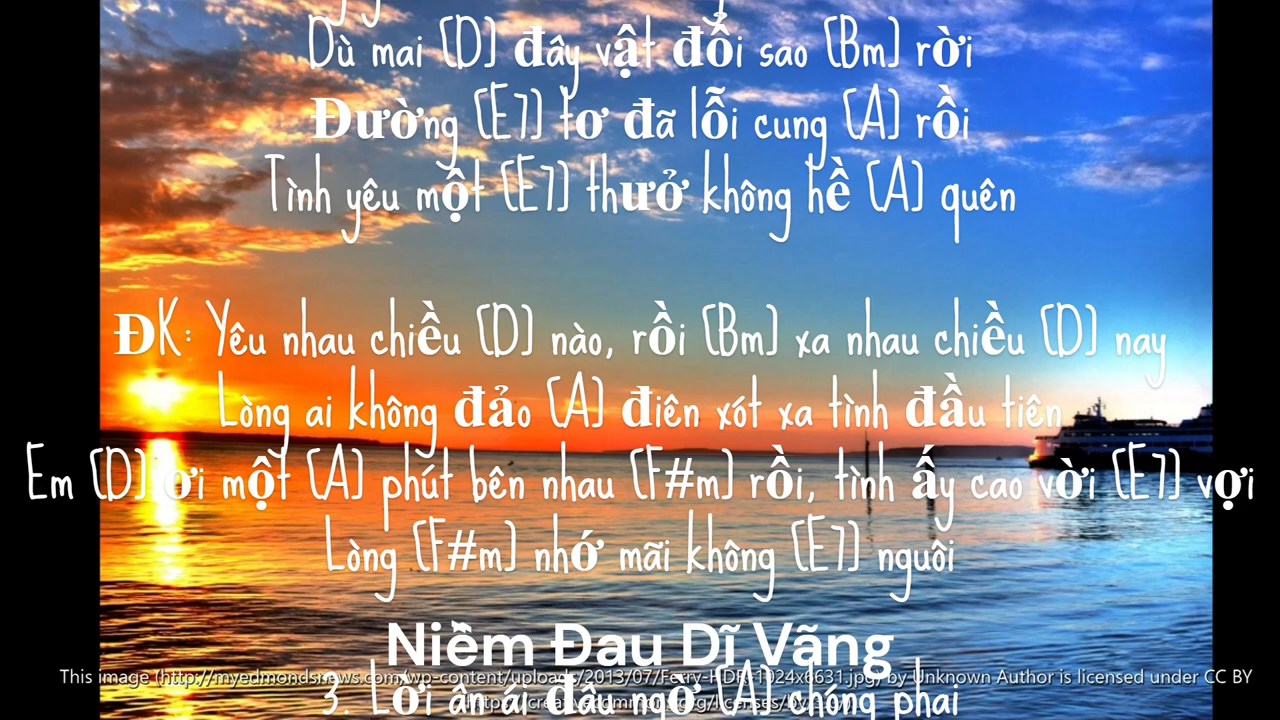 Dù mai [D] đây vật đổi sao [Bm] rời
Đường [E7] tơ đã lỗi cung [A] rồi
Tình yêu một [E7] thưở không hề [A] quên
ĐK: Yêu nhau chiều [D] nào, rồi [Bm] xa nhau chiều [D] nay
Lòng ai không đảo [A] điên xót xa tình đầu tiên
Em [D] ơi một [A] phút bên nhau [F#m] rồi, tình ấy cao vời [E7] vợi
Lòng [F#m] nhớ mãi không [E7] nguôi
Niềm Đau Dĩ Vãng
This image (http://myedmondsnews.com/wp-content/uploads/2013/07/Ferry-HDR-1024x6631.jpg) by Unknown Author is licensed under CC BY
3. Lời ân ái đâu ngờ [A] chóng phai